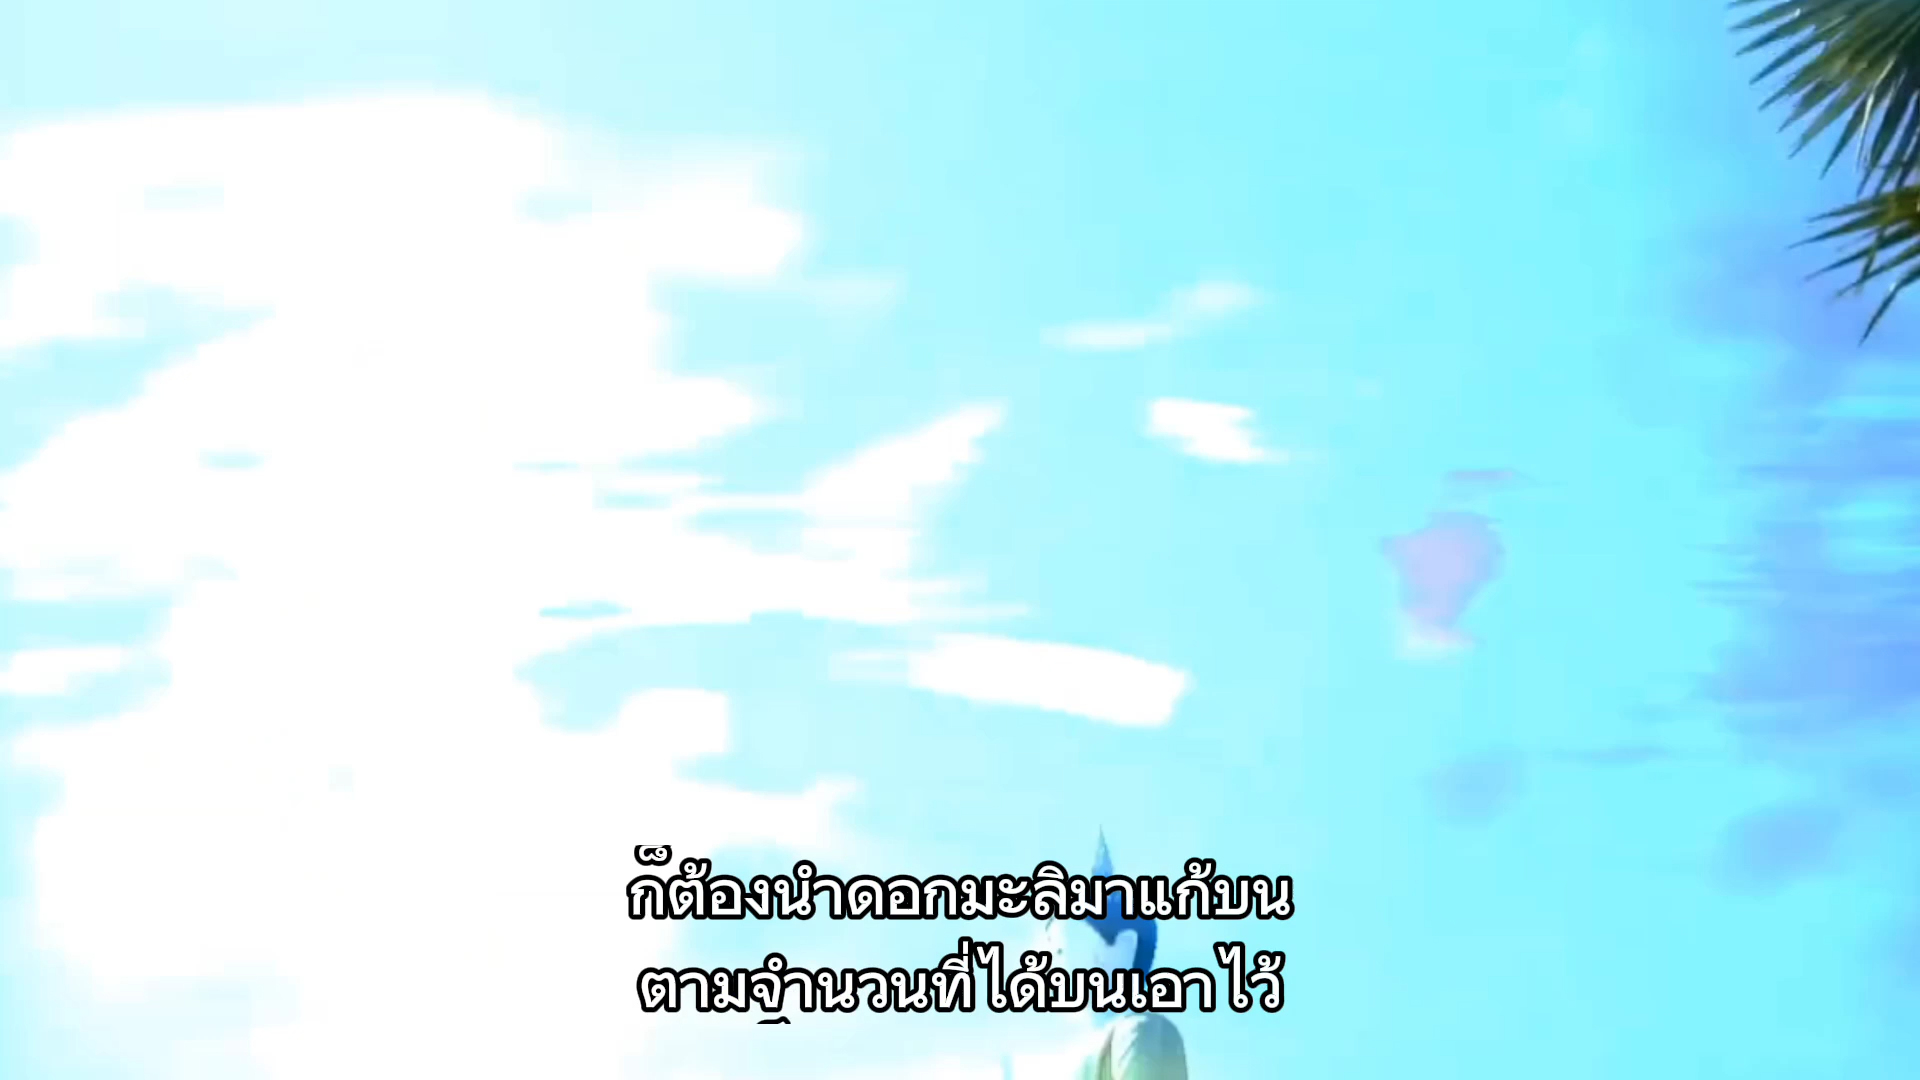 ก็ต้องนำดอกมะลิมาแก้บน
ตามจำนวนที่ได้บนเอาไว้